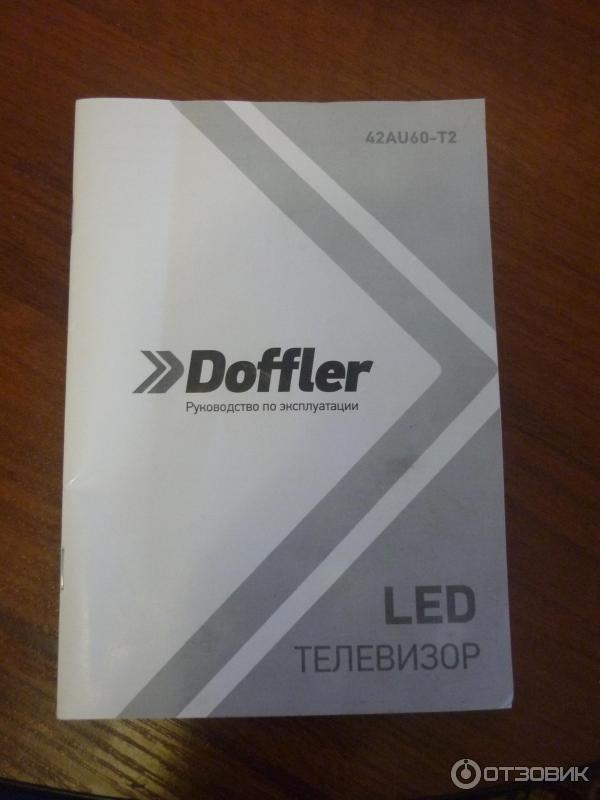 42AU60-T2
Doffler
Руководство по эксплуатации
LED
ТЕЛЕВИЗОР
ОТЗОВИК